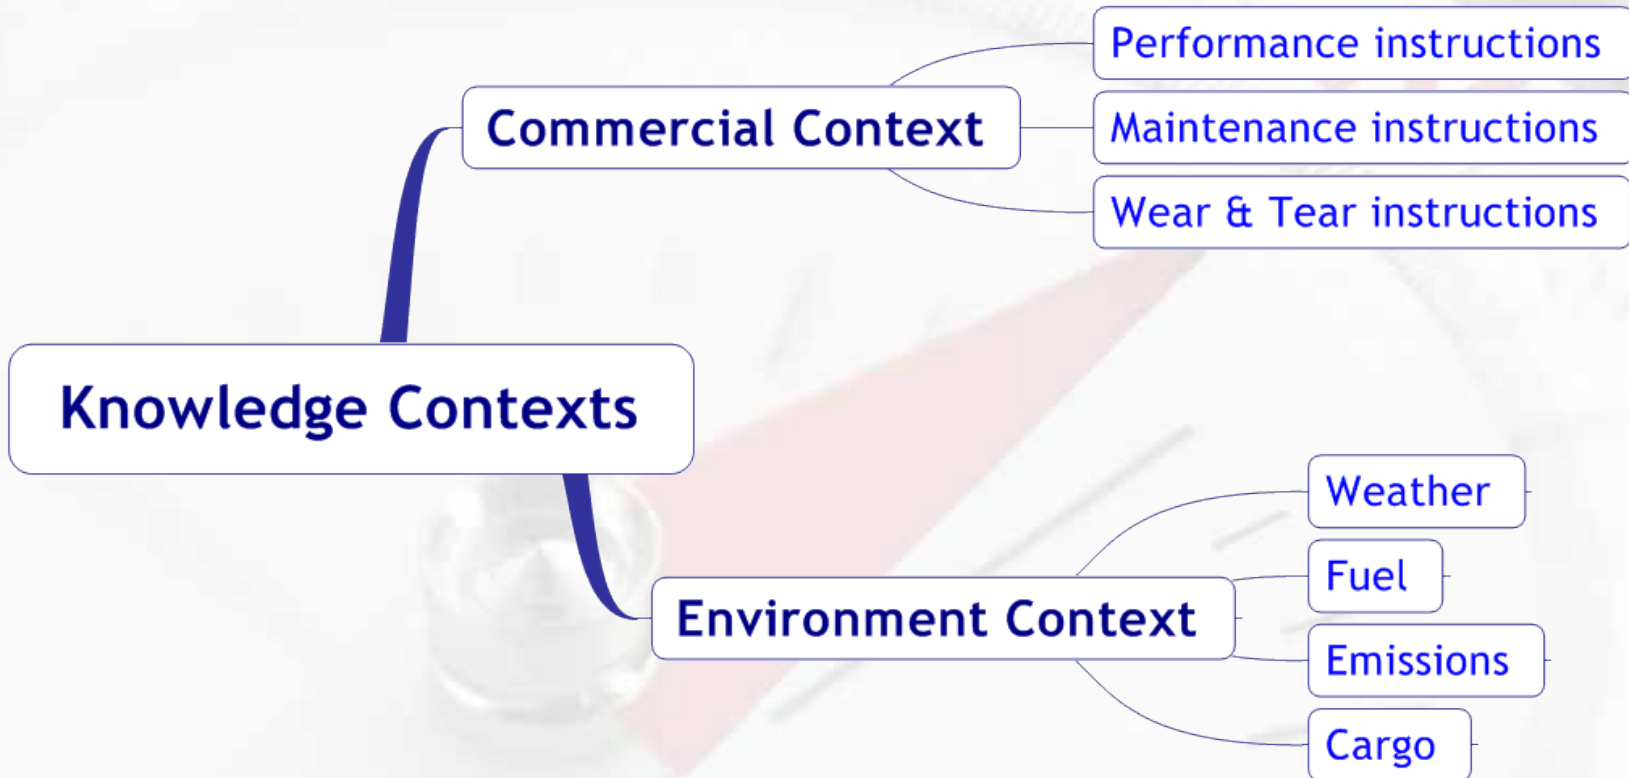 Performance instructions
Commercial Context
Maintenance instructions
Wear & Tear instructions
Knowledge Contexts
Weather
Fuel
Environment Context
Emissions
Cargo